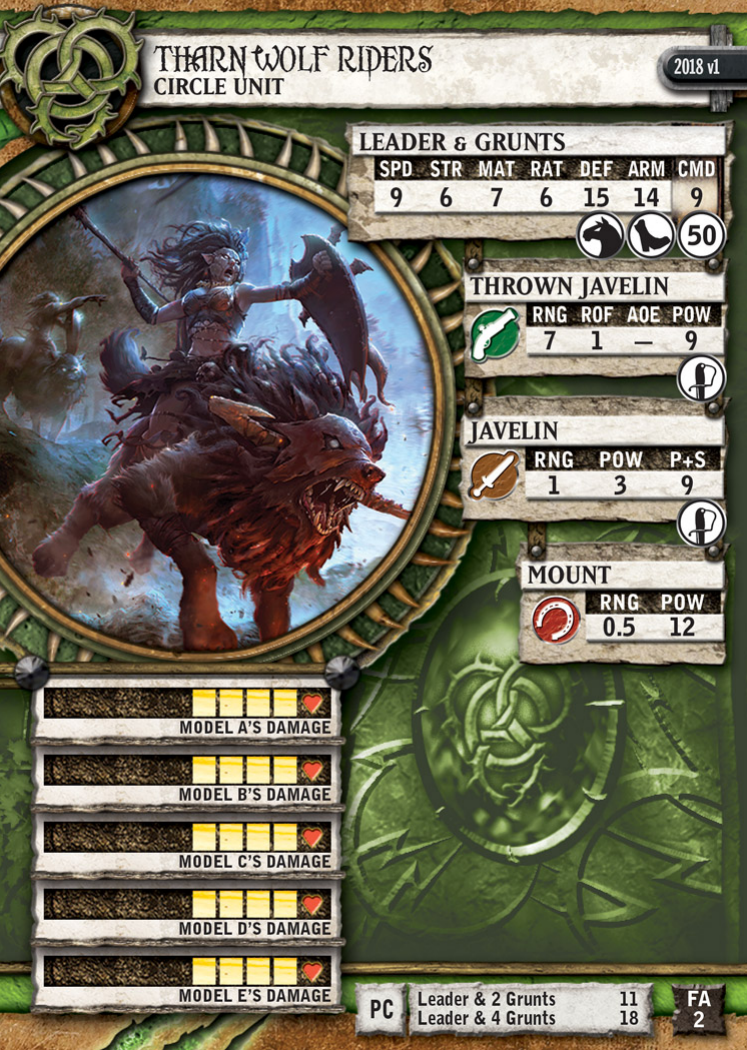 THARN WOLF RIDERS
CIRCLE UNIT
2018 v1
LEADER & GRUNTS
SPD STR MAT RAT DEF ARM CMD
9 6 7 6 15 14 9
50
THROWN JAVELIN
RNG ROF AOE POW
7 1 — 9
JAVELIN
RNG POW P+S
1 3 9
MOUNT
RNG POW
0.5 12
MODEL A'S DAMAGE
MODEL B'S DAMAGE
MODEL C'S DAMAGE
MODEL D'S DAMAGE
MODEL E'S DAMAGE
PC
Leader & 2 Grunts 11
Leader & 4 Grunts 18
FA
2